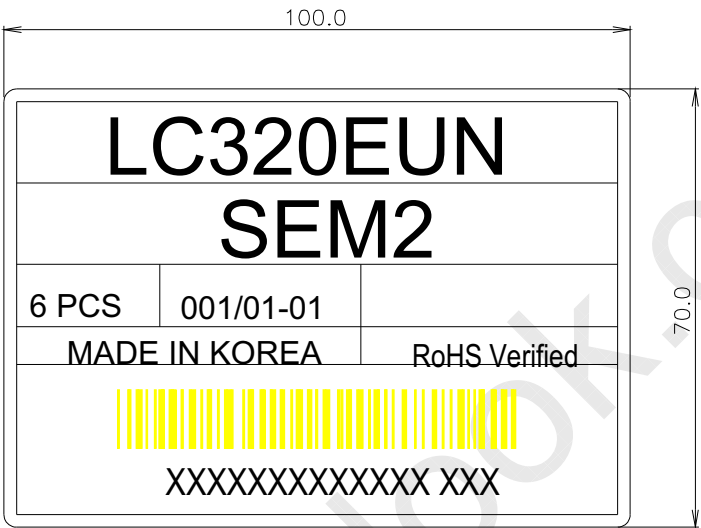 100.0
LC320EUN
SEM2
6 PCS 001/01-01
70.0
MADE IN KOREA RoHS Verified
XXXXXXXXXXXXX XXX